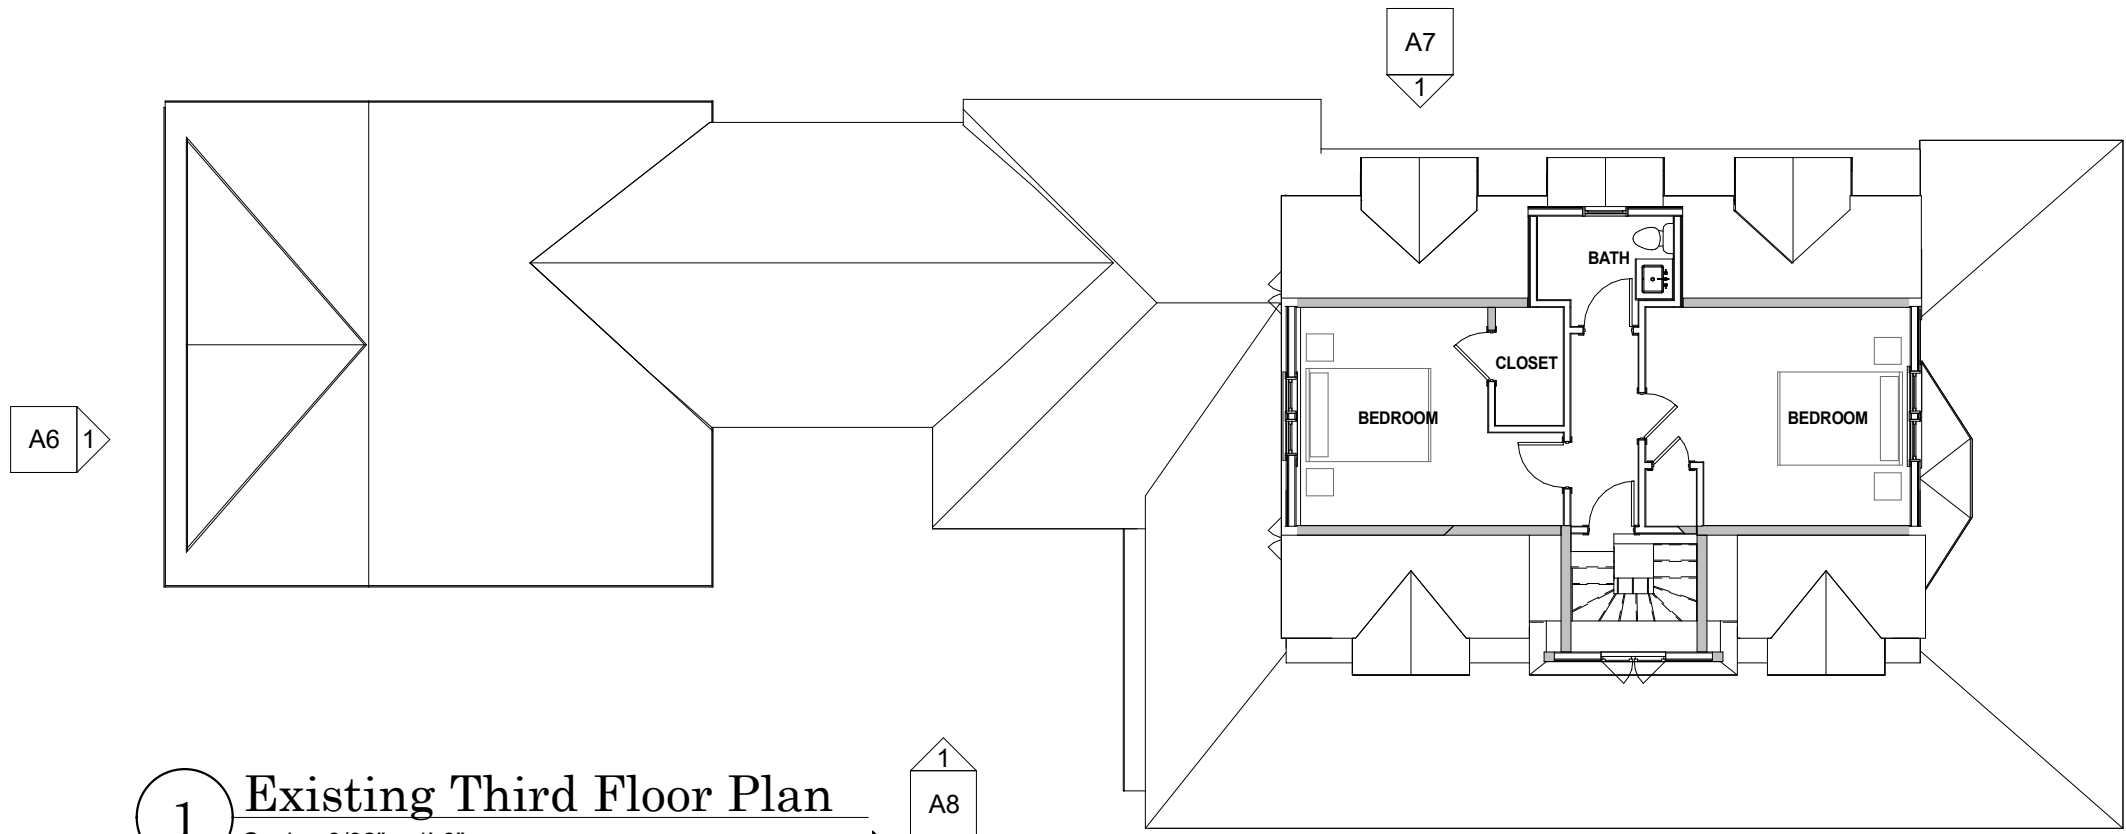 A7
1
BATH
CLOSET
BEDROOM
BEDROOM
A6
1
1
A8
1
Existing Third Floor Plan